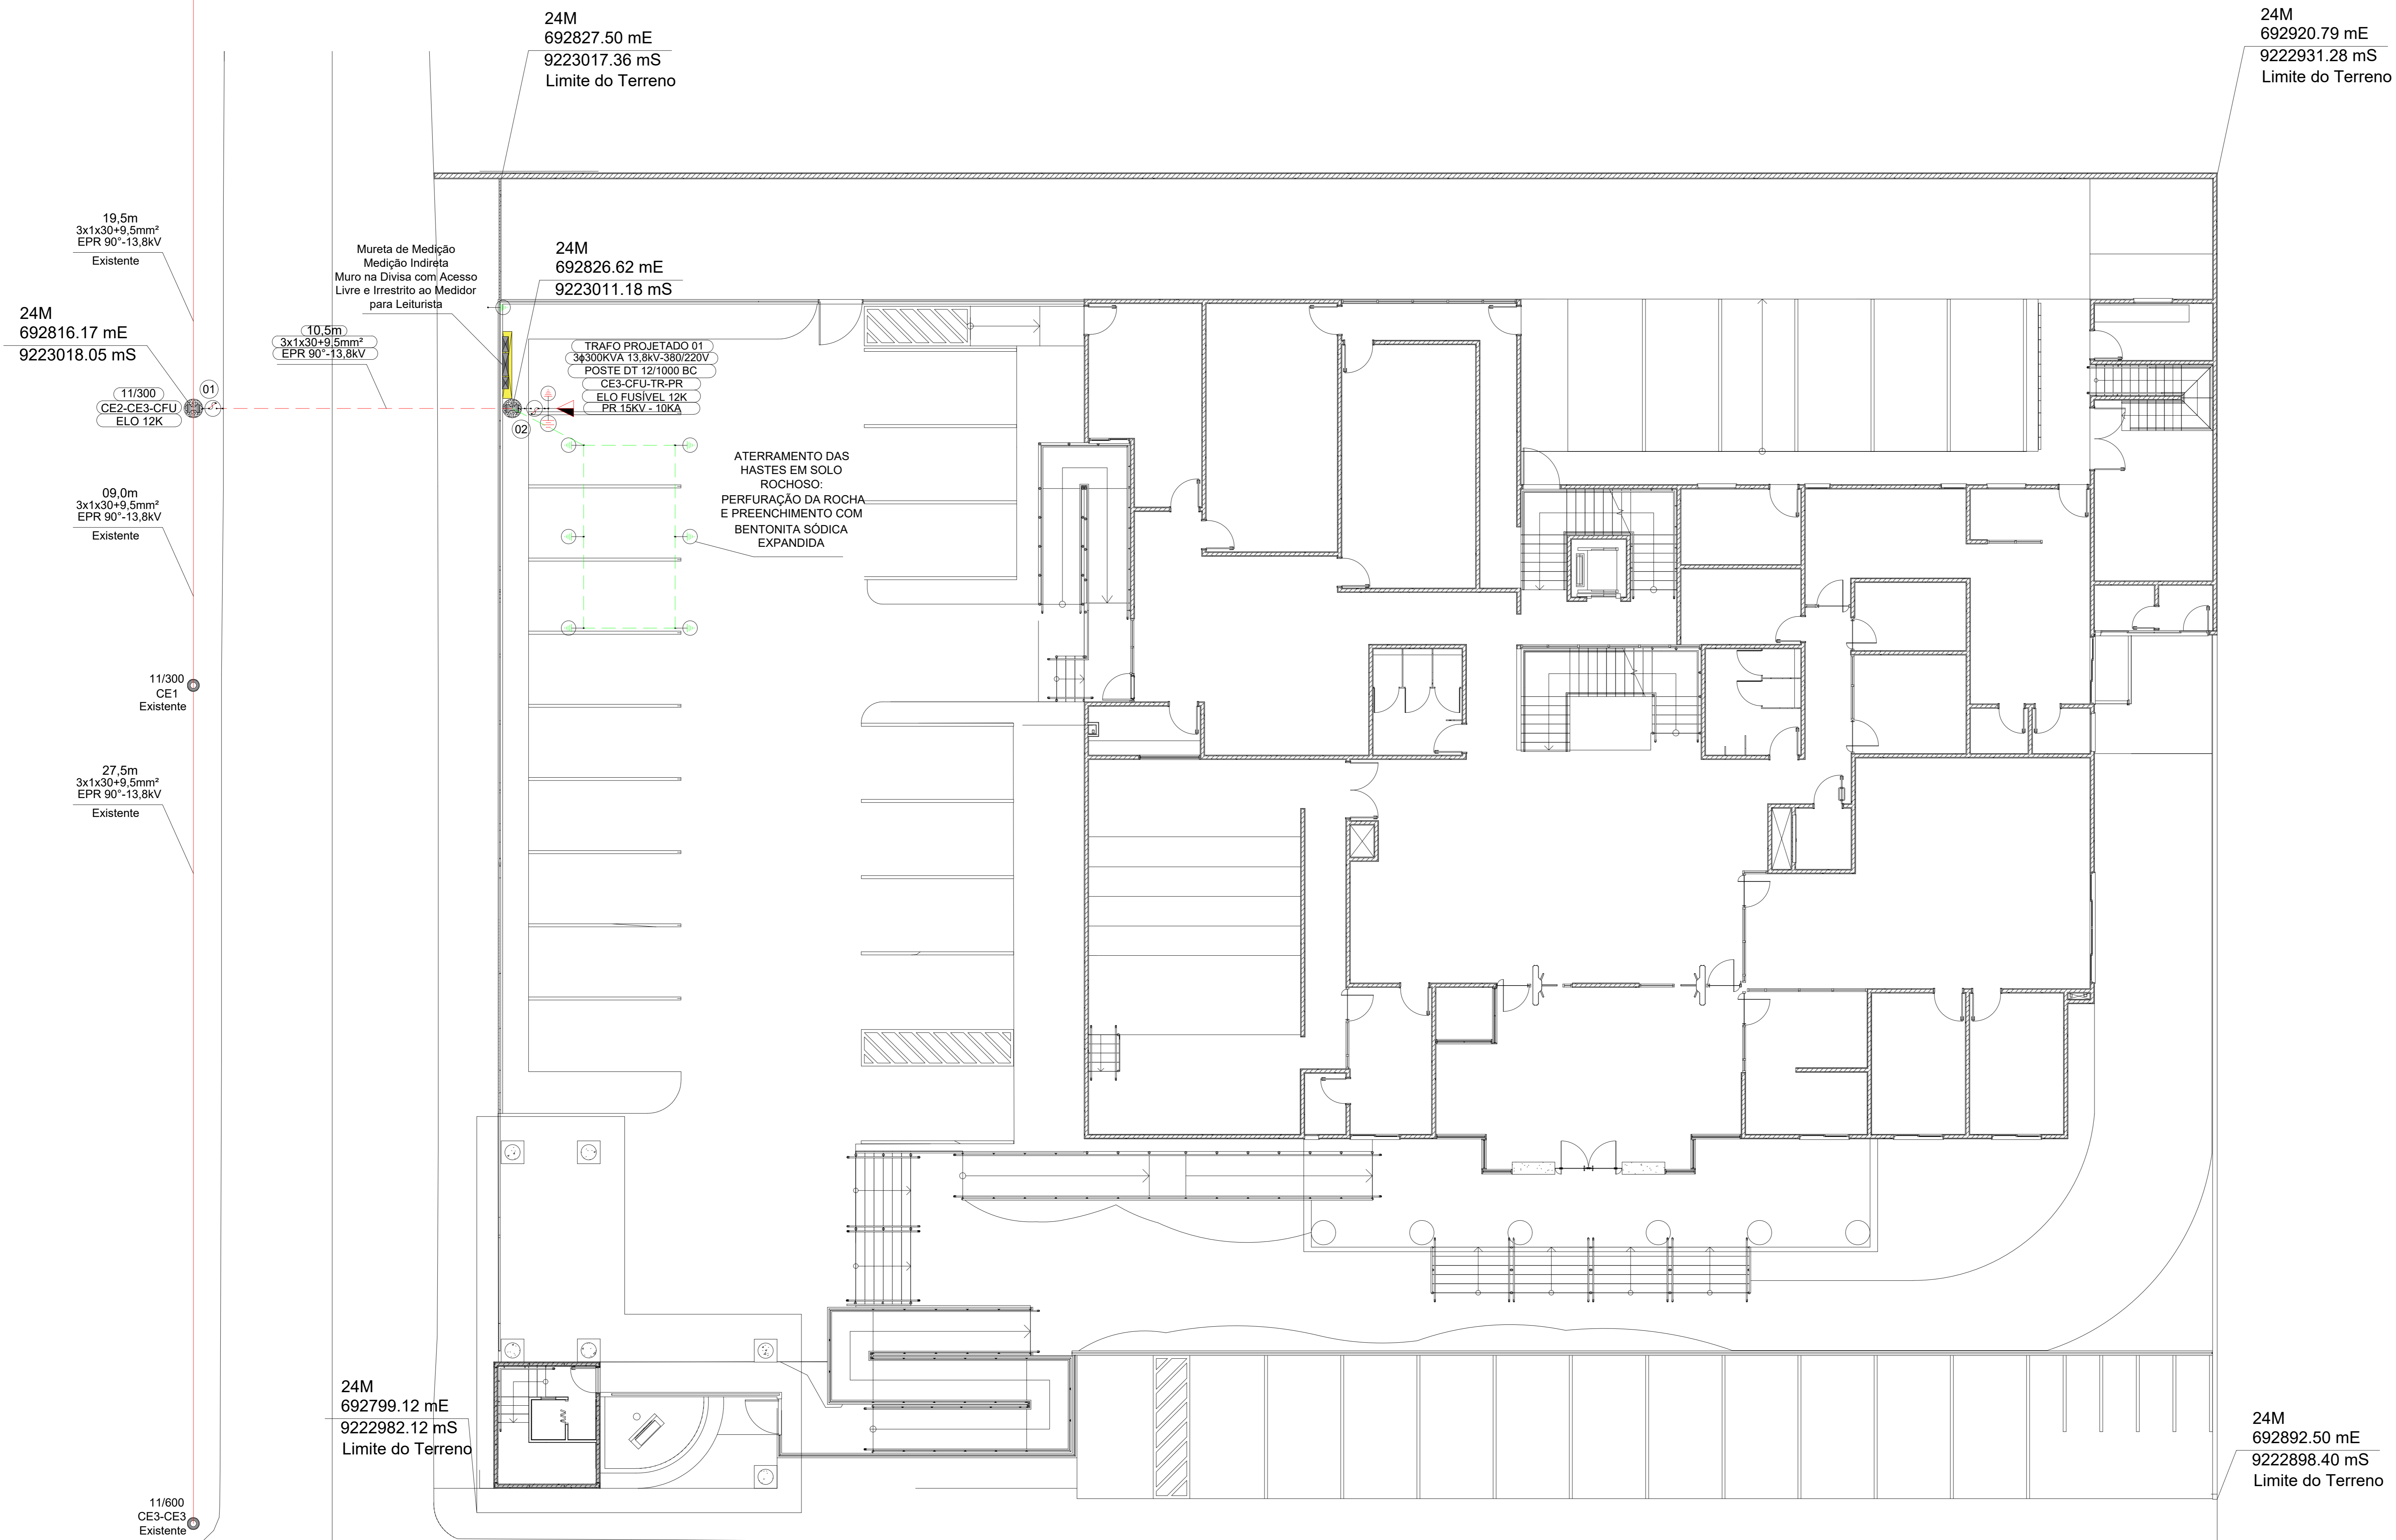 24M
692827.50 mE
9223017.36 mS
Limite do Terreno
24M
692920.79 mE
9222931.28 mS
Limite do Terreno
19,5m
3x1x30+9,5mm²
EPR 90°-13,8kV
Existente
Mureta de Medição
Medição Indireta
Muro na Divisa com Acesso
Livre e Irrestrito ao Medidor
para Leiturista
24M
692826.62 mE
9223011.18 mS
24M
692816.17 mE
9223018.05 mS
10,5m
3x1x30+9,5mm²
EPR 90°-13,8kV
TRAFO PROJETADO 01
3ϕ300KVA 13,8kV-380/220V
POSTE DT 12/1000 BC
CE3-CFU-TR-PR
ELO FUSÍVEL 12K
PR 15KV - 10KA
01
11/300
CE2-CE3-CFU
ELO 12K
02
ATERRAMENTO DAS
HASTES EM SOLO
ROCHOSO:
PERFURAÇÃO DA ROCHA
E PREENCHIMENTO COM
BENTONITA SÓDICA
EXPANDIDA
09,0m
3x1x30+9,5mm²
EPR 90°-13,8kV
Existente
11/300
CE1
Existente
27,5m
3x1x30+9,5mm²
EPR 90°-13,8kV
Existente
24M
692799.12 mE
9222982.12 mS
Limite do Terreno
24M
692892.50 mE
9222898.40 mS
Limite do Terreno
11/600
CE3-CE3
Existente